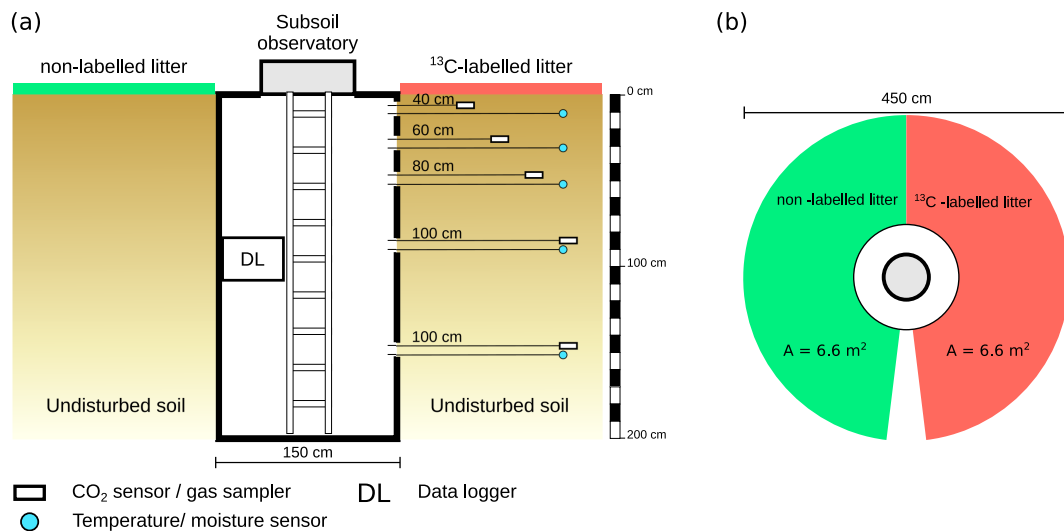 (a)
Subsoil
observatory
non-labelled litter
¹³C-labelled litter
40 cm
60 cm
80 cm
100 cm
100 cm
DL
Undisturbed soil
Undisturbed soil
0 cm
100 cm
200 cm
150 cm
CO₂ sensor / gas sampler
DL Data logger
Temperature/ moisture sensor
(b)
450 cm
non -labelled litter
¹³C -labelled litter
A = 6.6 m²
A = 6.6 m²